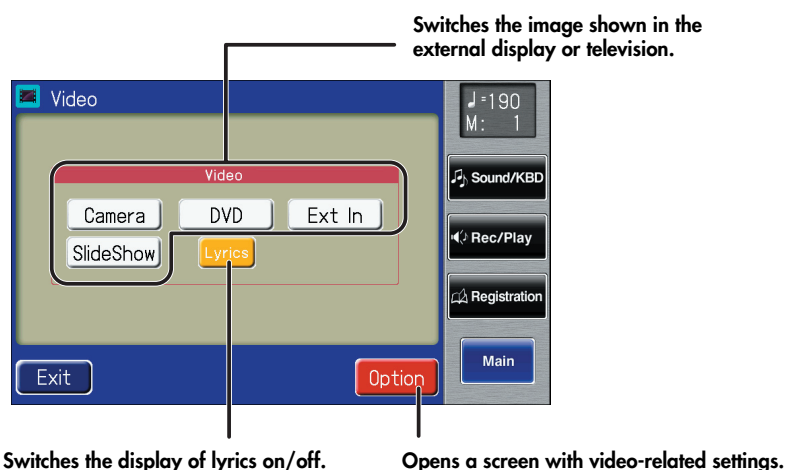 Switches the image shown in the
external display or television.
Video
♩=190
M: 1
Video
Camera
DVD
Ext In
SlideShow
Lyrics
Sound/KBD
Rec/Play
Registration
Main
Exit
Option
Switches the display of lyrics on/off.
Opens a screen with video-related settings.